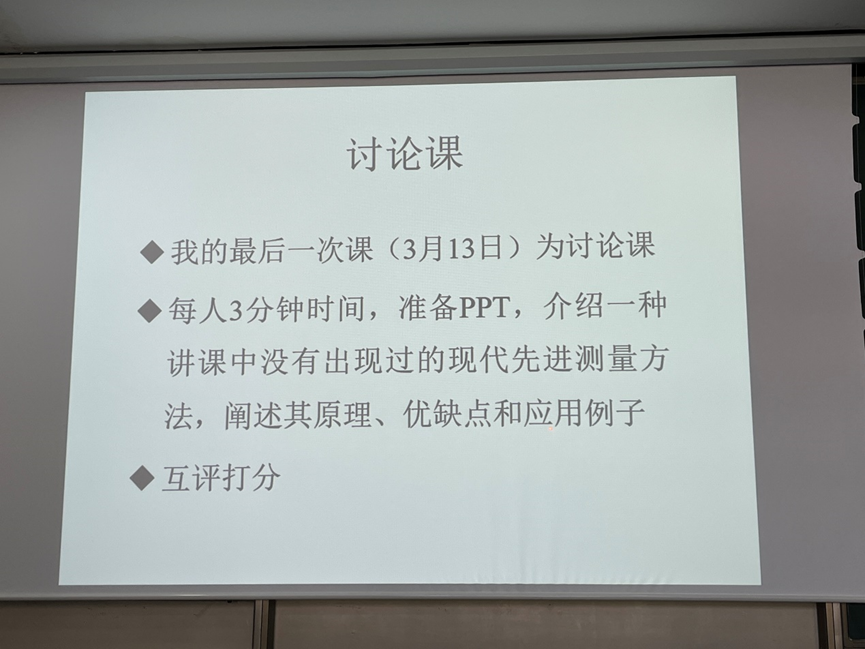 讨论课
◆我的最后一次课（3月13日）为讨论课
◆每人3分钟时间，准备PPT，介绍一种
讲课中没有出现过的现代先进测量方
法，阐述其原理、优缺点和应用例子
◆互评打分